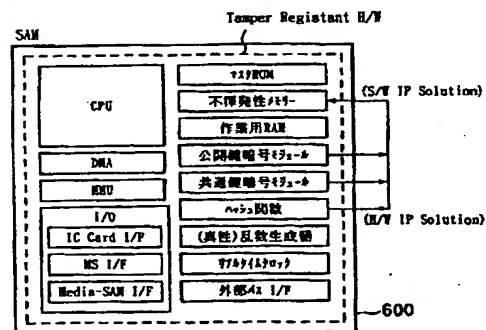 Tamper Registant H/W
SAM
CPU
DMA
MMU
I/O
IC Card I/F
MS I/F
Media-SAM I/F
マスクROM
不揮発性メモリー
作業用RAM
公開鍵暗号モジュール
共通鍵暗号モジュール
ハッシュ関数
(真性)乱数生成器
リアルタイムクロック
外部バス I/F
(S/W IP Solution)
(H/W IP Solution)
600